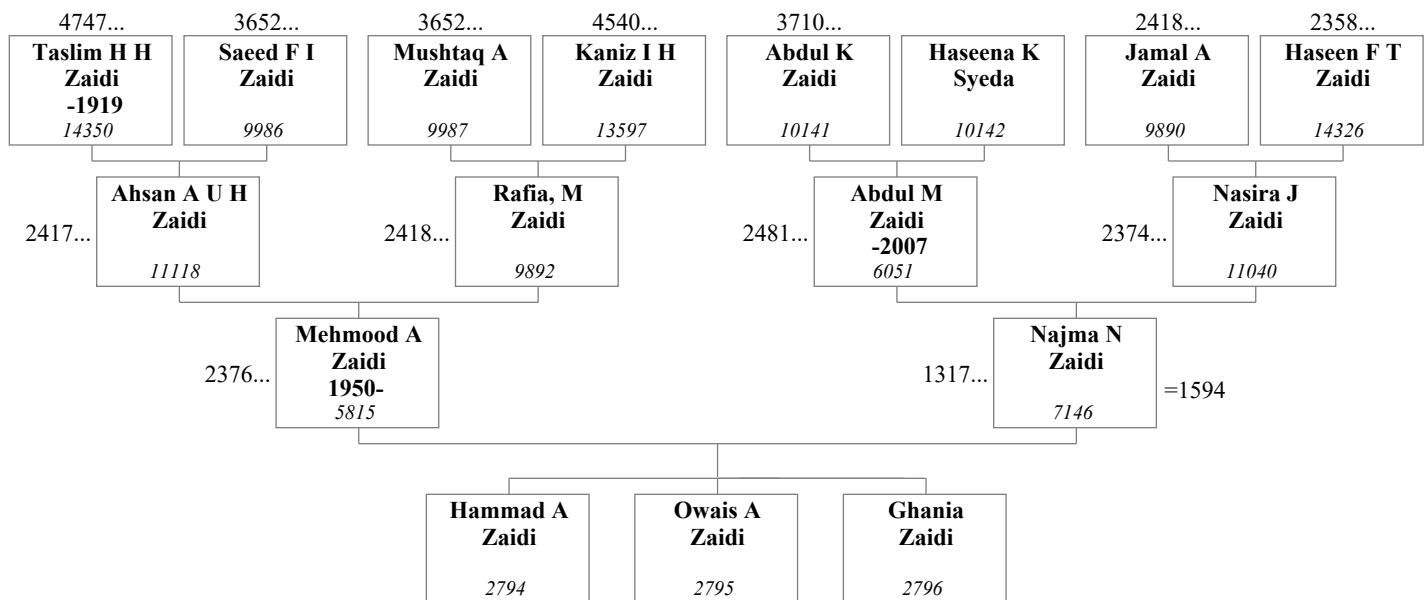 4747... 3652... 3652... 4540... 3710... 2418... 2358...
Taslim H H Saeed F I Mushtaq A Kaniz I H Abdul K Haseena K Jamal A Haseen F T
Zaidi Zaidi Zaidi Zaidi Zaidi Syeda Zaidi Zaidi
-1919
14350 9986 9987 13597 10141 10142 9890 14326
Ahsan A U H Rafia, M Abdul M Nasira J
Zaidi Zaidi Zaidi Zaidi
2417... 2418... 2481... -2007 2374...
11118 9892 6051 11040
Mehmood A Najma N
Zaidi Zaidi
2376... 1950- 1317... =1594
5815 7146
Hammad A Owais A Ghania
Zaidi Zaidi Zaidi
2794 2795 2796